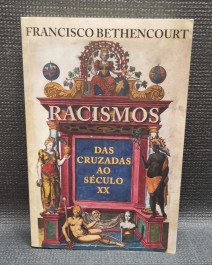 FRANCISCO BETHENCOURT
RACISMOS
DAS
CRUZADAS
AO
SÉCULO
XX